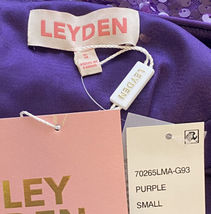 LEYDEN
S
LEYDEN
70265LMA-G93
PURPLE
SMALL
LEY
DEN